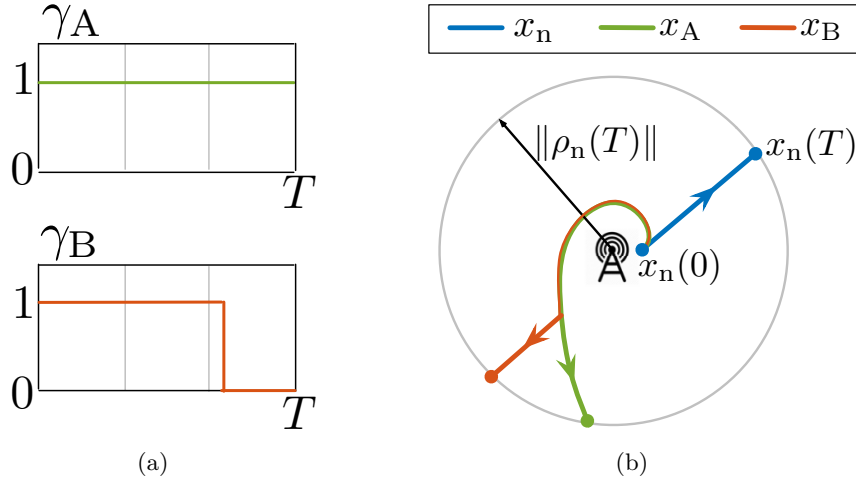 γA
1
0
T
γB
1
0
T
(a)
xn xA xB
‖ρn(T)‖
xn(T)
xn(0)
(b)